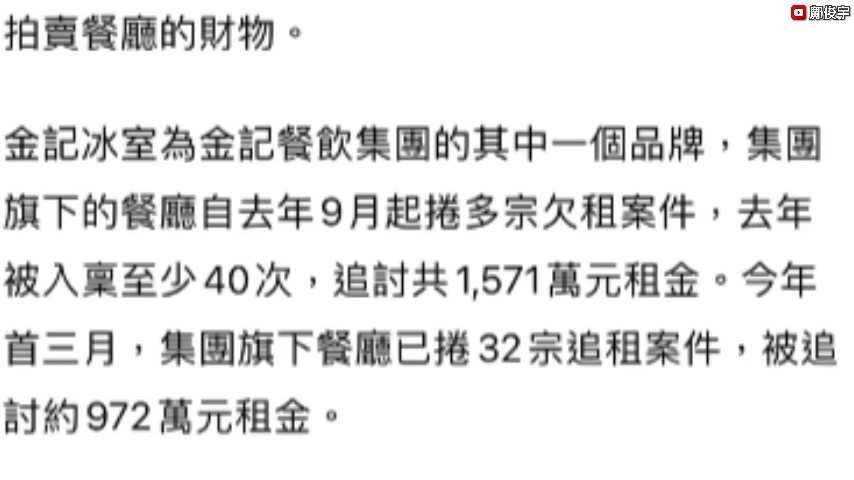 鄺俊宇
拍賣餐廳的財物。
金記冰室為金記餐飲集團的其中一個品牌，集團
旗下的餐廳自去年9月起捲多宗欠租案件，去年
被入稟至少40次，追討共1,571萬元租金。今年
首三月，集團旗下餐廳已捲32宗追租案件，被追
討約972萬元租金。